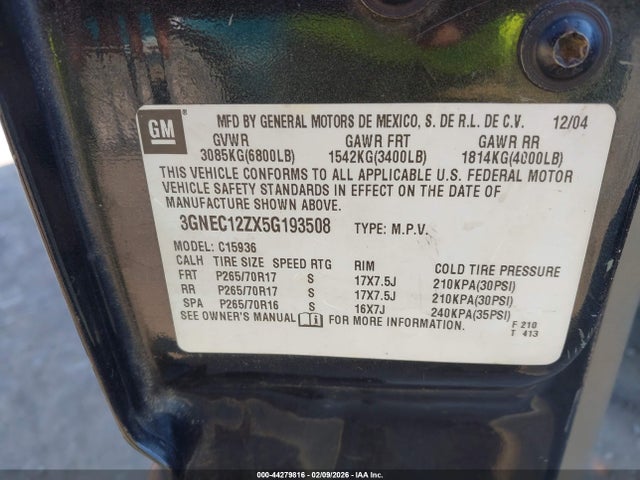 GM ® MFD BY GENERAL MOTORS DE MEXICO, S. DE R.L. DE C.V. 12/04
GVWR GAWR FRT GAWR RR
3085KG(6800LB) 1542KG(3400LB) 1814KG(4000LB)
THIS VEHICLE CONFORMS TO ALL APPLICABLE U.S. FEDERAL MOTOR
VEHICLE SAFETY STANDARDS IN EFFECT ON THE DATE OF
MANUFACTURE SHOWN ABOVE.
3GNEC12ZX5G193508 TYPE: M.P.V.
MODEL: C15936
CALH TIRE SIZE SPEED RTG RIM COLD TIRE PRESSURE
FRT P265/70R17 S 17X7.5J 210KPA(30PSI)
RR P265/70R17 S 17X7.5J 210KPA(30PSI)
SPA P265/70R16 S 16X7J 240KPA(35PSI)
SEE OWNER'S MANUAL FOR MORE INFORMATION.
F 210
T 413
000-44279816 | 02/09/2026 - IAA Inc.